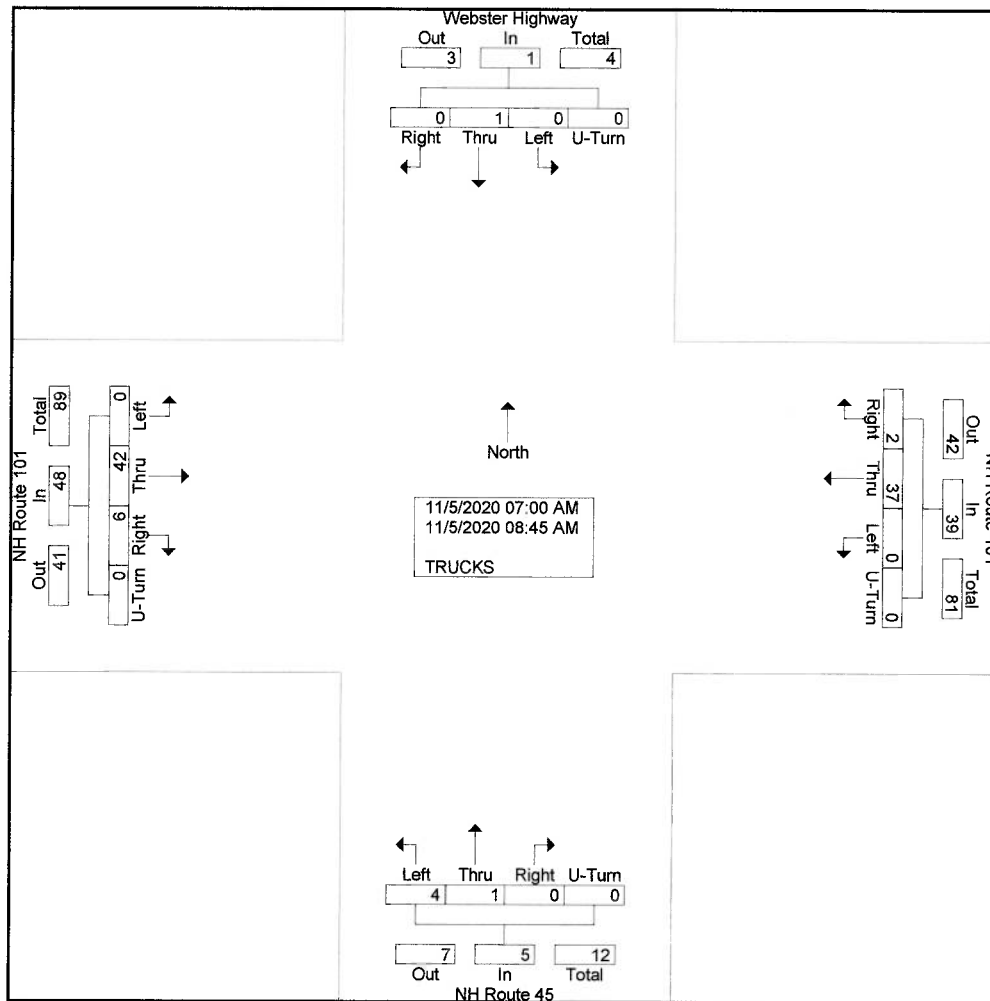 Webster Highway
Out In Total
3 1 4
0 1 0 0
Right Thru Left U-Turn
NH Route 101
Total In Out
89 48 41
0 42 6 0
Left Thru Right U-Turn
North
11/5/2020 07:00 AM
11/5/2020 08:45 AM
TRUCKS
Right Thru Left U-Turn
2 37 0 0
Out In Total
42 39 81
NH Route 101
Left Thru Right U-Turn
4 1 0 0
7 5 12
Out In Total
NH Route 45